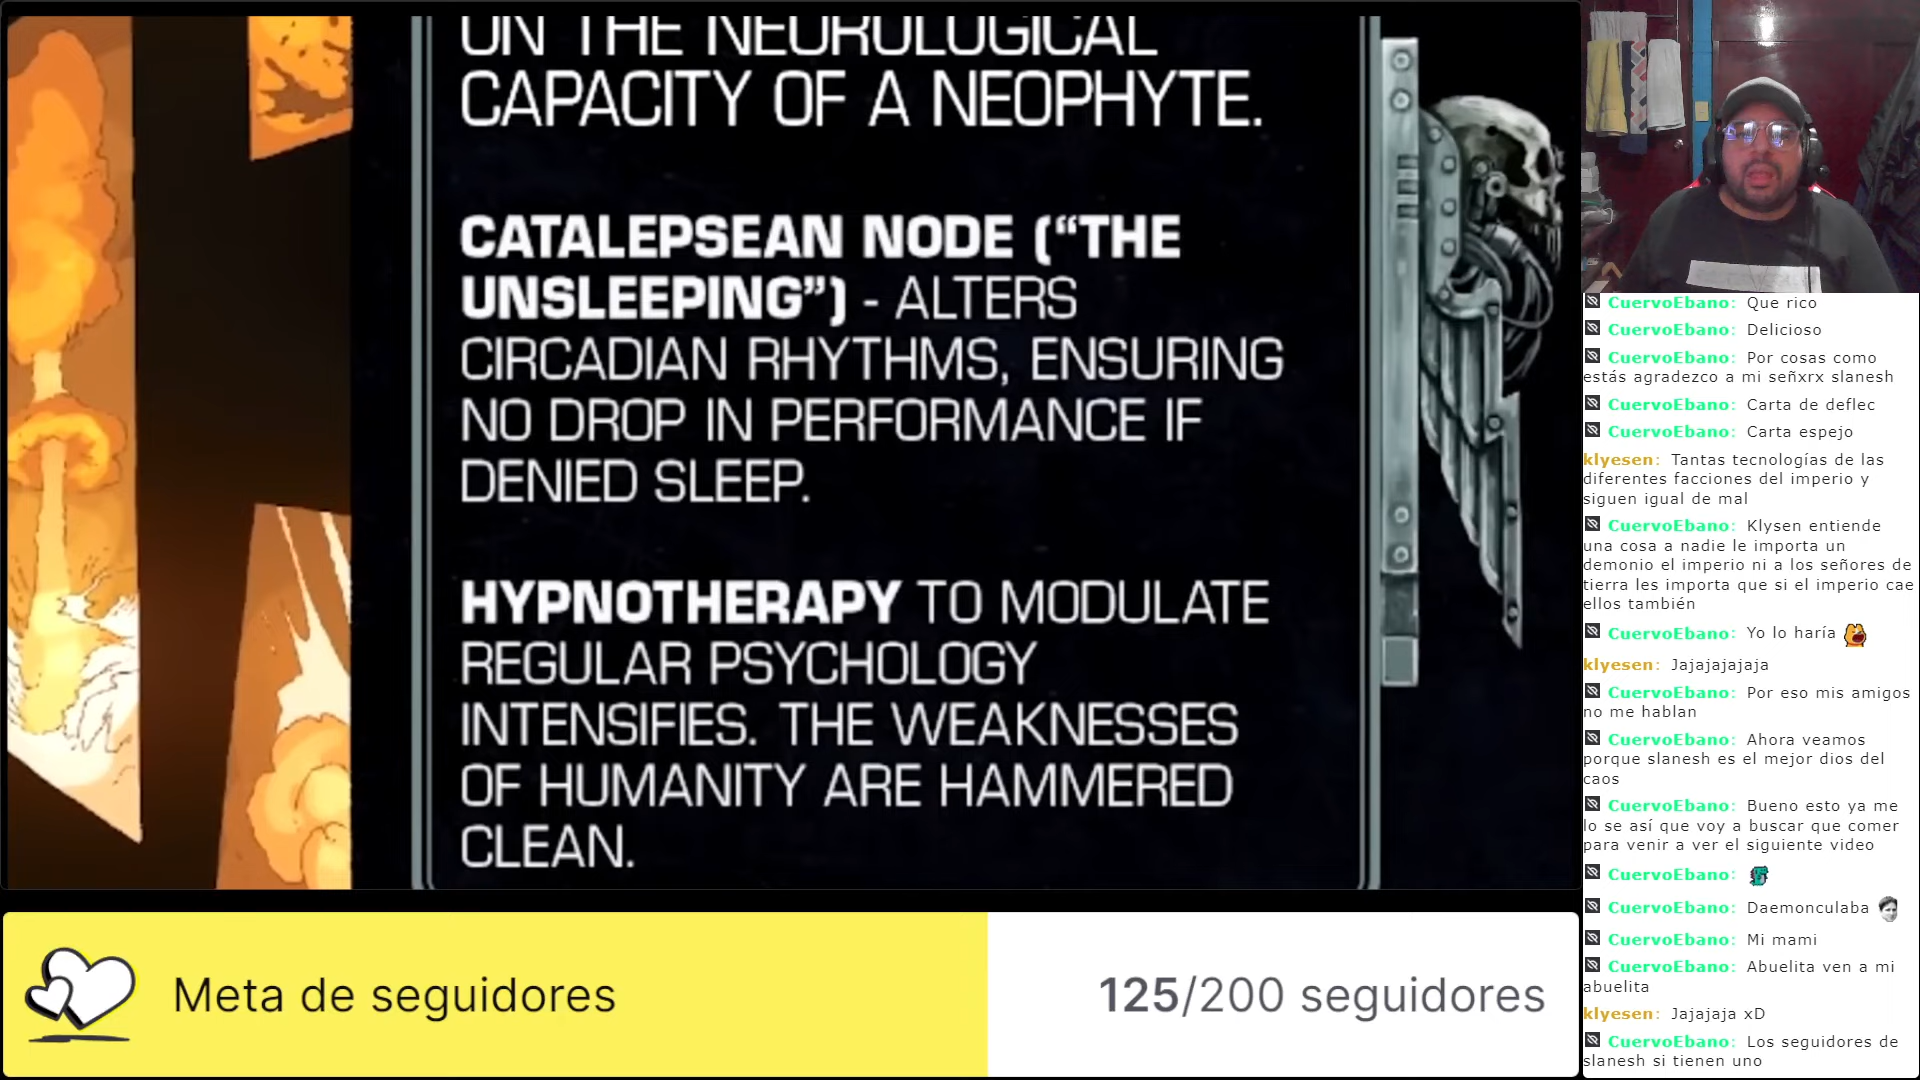 ON THE NEUROLOGICAL
CAPACITY OF A NEOPHYTE.
CATALEPSEAN NODE (“THE
UNSLEEPING”) - ALTERS
CIRCADIAN RHYTHMS, ENSURING
NO DROP IN PERFORMANCE IF
DENIED SLEEP.
HYPNOTHERAPY TO MODULATE
REGULAR PSYCHOLOGY
INTENSIFIES. THE WEAKNESSES
OF HUMANITY ARE HAMMERED
CLEAN.
Meta de seguidores
125/200 seguidores
CuervoEbano: Que rico
CuervoEbano: Delicioso
CuervoEbano: Por cosas como
estás agradezco a mi señxrx slanesh
CuervoEbano: Carta de deflec
CuervoEbano: Carta espejo
klyesen: Tantas tecnologías de las
diferentes facciones del imperio y
siguen igual de mal
CuervoEbano: Klysen entiende
una cosa a nadie le importa un
demonio el imperio ni a los señores de
tierra les importa que si el imperio cae
ellos también
CuervoEbano: Yo lo haría
klyesen: Jajajajajaja
CuervoEbano: Por eso mis amigos
no me hablan
CuervoEbano: Ahora veamos
porque slanesh es el mejor dios del
caos
CuervoEbano: Bueno esto ya me
lo se así que voy a buscar que comer
para venir a ver el siguiente video
CuervoEbano:
CuervoEbano: Daemonculaba
CuervoEbano: Mi mami
CuervoEbano: Abuelita ven a mi
abuelita
klyesen: Jajajaja xD
CuervoEbano: Los seguidores de
slanesh si tienen uno